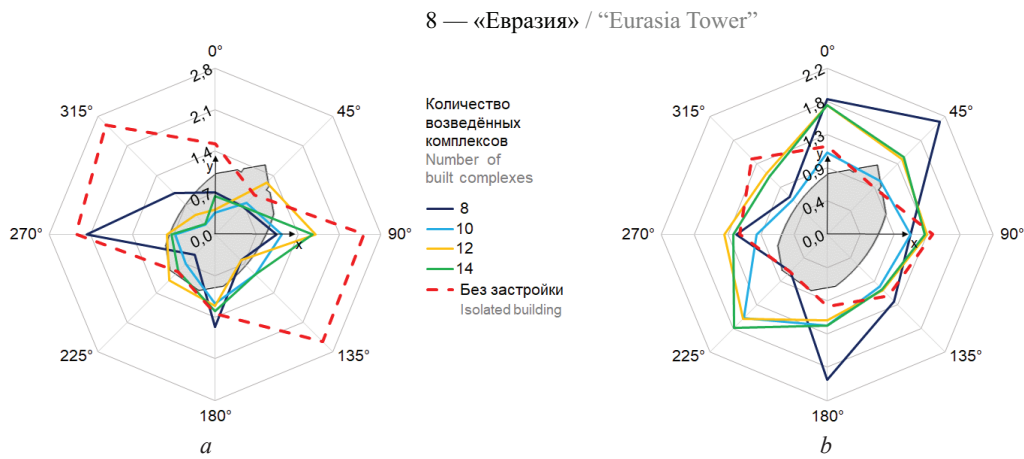 8 — «Евразия» / “Eurasia Tower”
0°
45°
90°
135°
180°
225°
270°
315°
2,8
2,1
1,4
0,7
0,0
y
x
a
Количество
возведённых
комплексов
Number of
built complexes
8
10
12
14
Без застройки
Isolated building
0°
45°
90°
135°
180°
225°
270°
315°
2,2
1,8
1,3
0,9
0,4
0,0
y
x
b